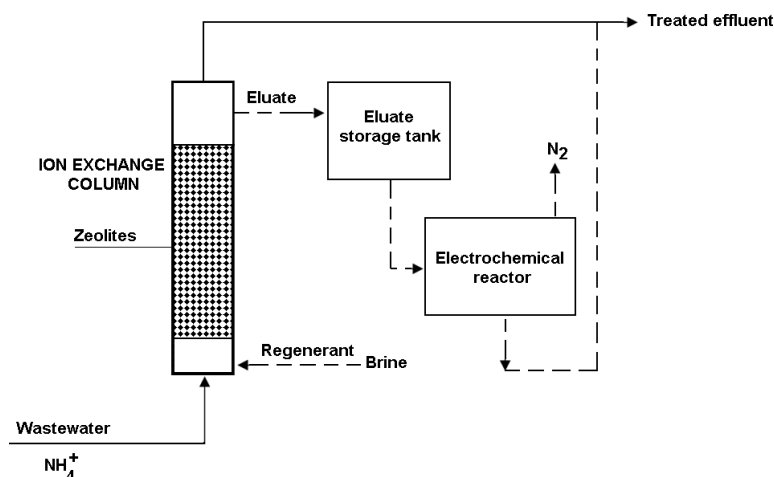 Treated effluent
Eluate
Eluate
storage tank
N2
ION EXCHANGE
COLUMN
Zeolites
Electrochemical
reactor
Regenerant
Brine
Wastewater
NH4+